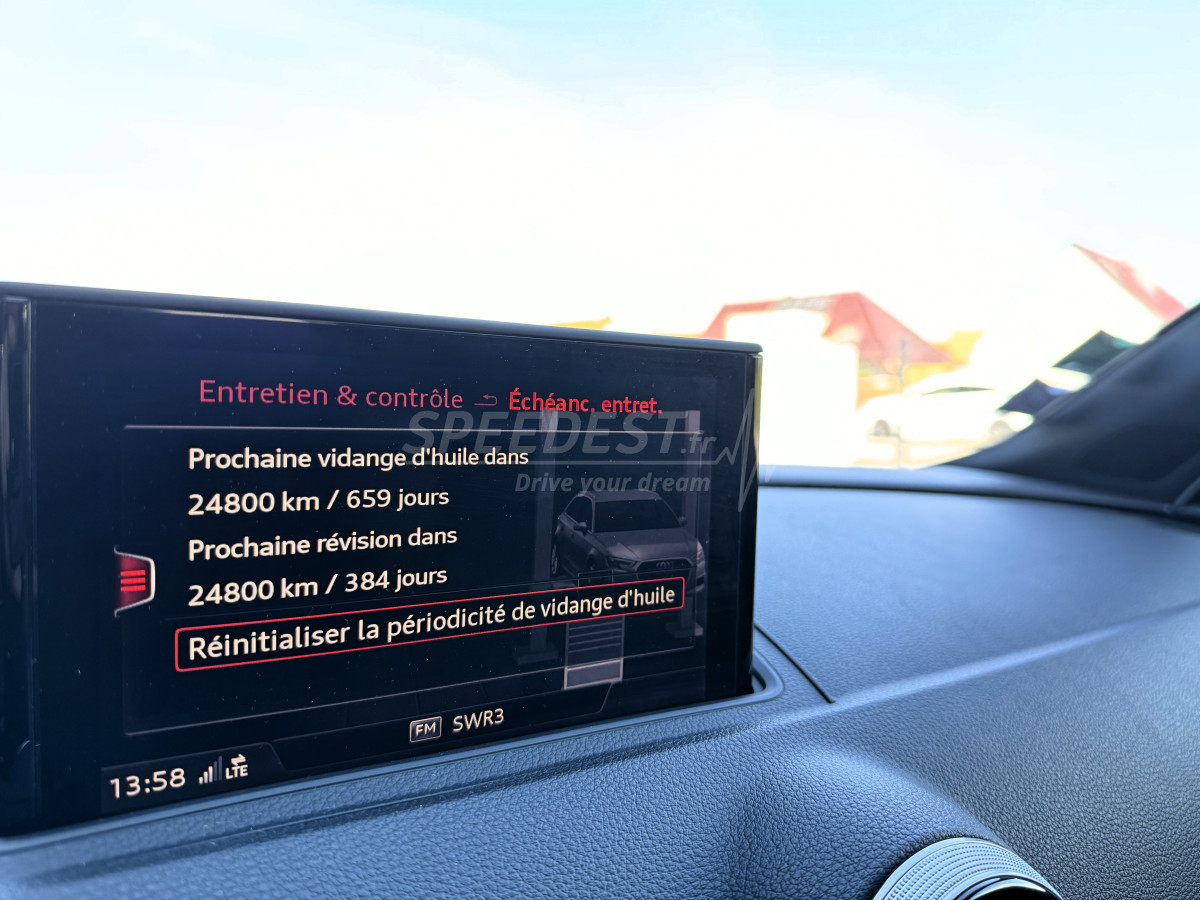 Entretien & contrôle Échéanc. entret.
SPEEDEST.fr
Drive your dream
Prochaine vidange d'huile dans
24800 km / 659 jours
Prochaine révision dans
24800 km / 384 jours
Réinitialiser la périodicité de vidange d'huile
FM SWR3
13:58 LTE